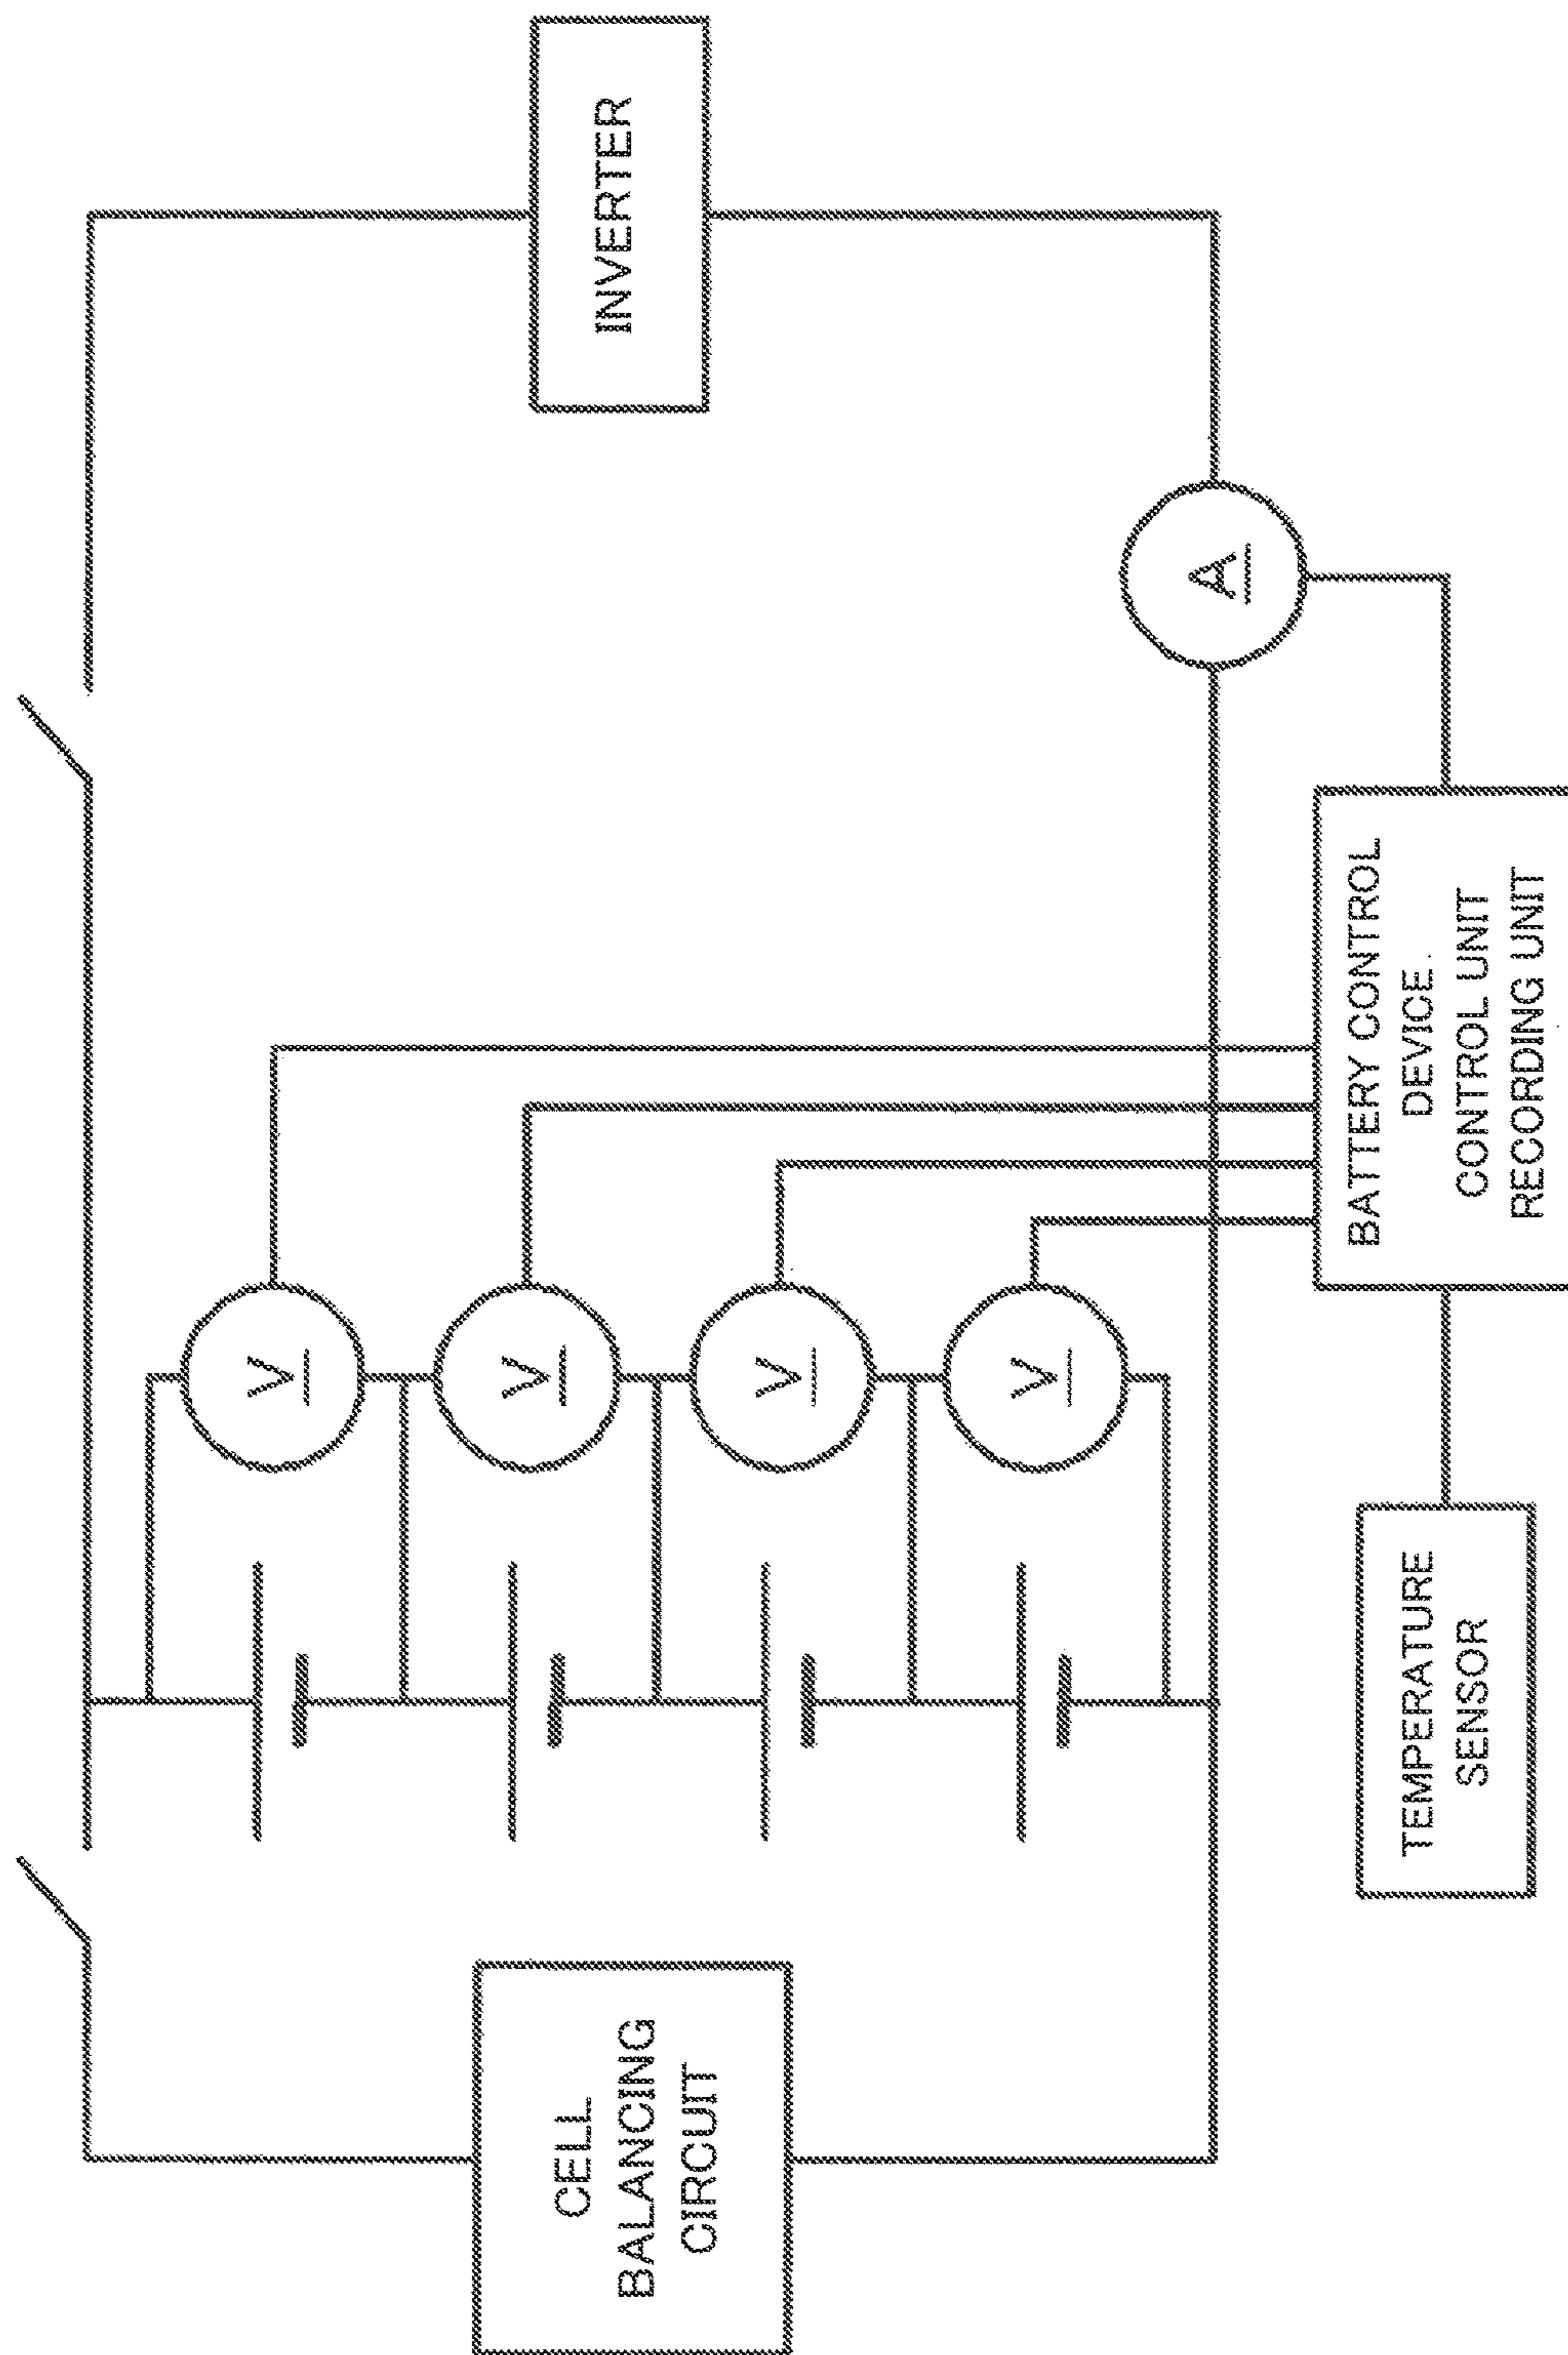 CELL
BALANCING
CIRCUIT
V
V
V
V
INVERTER
A
TEMPERATURE
SENSOR
BATTERY CONTROL
DEVICE
CONTROL UNIT
RECORDING UNIT